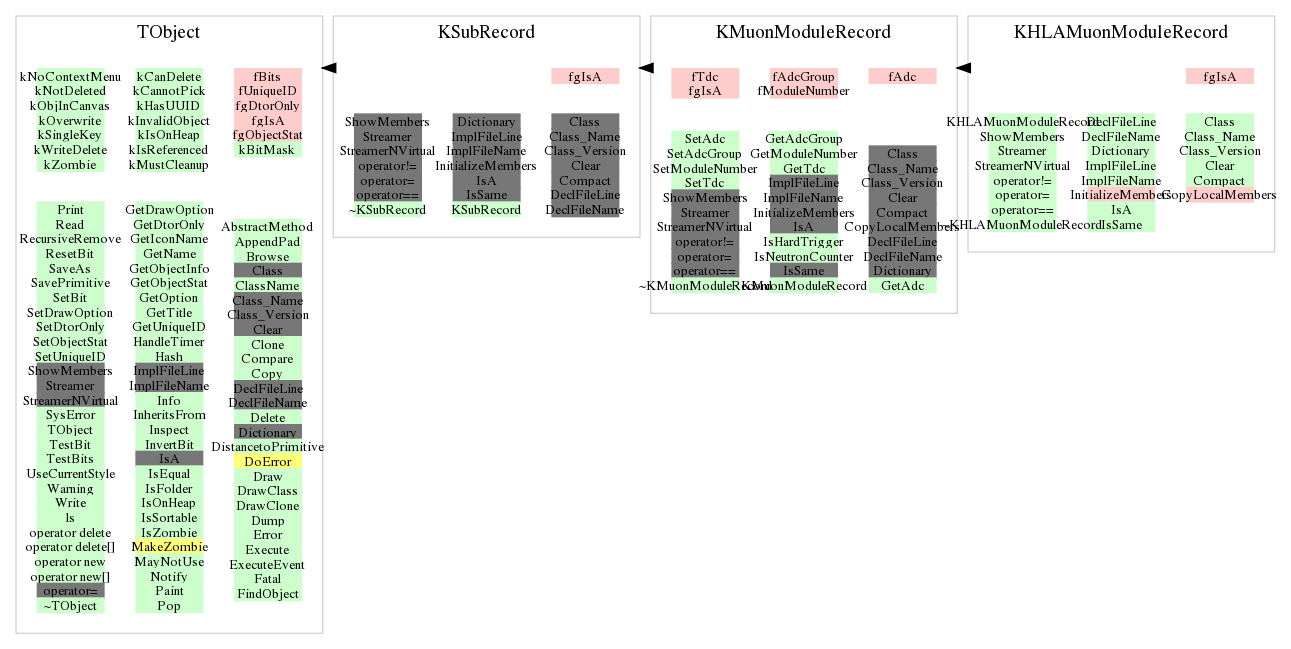 TObject
kNoContextMenu
kNotDeleted
kObjInCanvas
kOverwrite
kSingleKey
kWriteDelete
kZombie
kCanDelete
kCannotPick
kHasUUID
kInvalidObject
kIsOnHeap
kIsReferenced
kMustCleanup
fBits
fUniqueID
fgDtorOnly
fgIsA
fgObjectStat
kBitMask
Print
Read
RecursiveRemove
ResetBit
SaveAs
SavePrimitive
SetBit
SetDrawOption
SetDtorOnly
SetObjectStat
SetUniqueID
ShowMembers
Streamer
StreamerNVirtual
SysError
TObject
TestBit
TestBits
UseCurrentStyle
Warning
Write
ls
operator delete
operator delete[]
operator new
operator new[]
operator=
~TObject
GetDrawOption
GetDtorOnly
GetIconName
GetName
GetObjectInfo
GetObjectStat
GetOption
GetTitle
GetUniqueID
HandleTimer
Hash
ImplFileLine
ImplFileName
Info
InheritsFrom
Inspect
InvertBit
IsA
IsEqual
IsFolder
IsOnHeap
IsSortable
IsZombie
MakeZombie
MayNotUse
Notify
Paint
Pop
AbstractMethod
AppendPad
Browse
Class
ClassName
Class_Name
Class_Version
Clear
Clone
Compare
Copy
DeclFileLine
DeclFileName
Delete
Dictionary
DistancetoPrimitive
DoError
Draw
DrawClass
DrawClone
Dump
Error
Execute
ExecuteEvent
Fatal
FindObject
KSubRecord
fgIsA
ShowMembers
Streamer
StreamerNVirtual
operator!=
operator=
operator==
~KSubRecord
Dictionary
ImplFileLine
ImplFileName
InitializeMembers
IsA
IsSame
KSubRecord
Class
Class_Name
Class_Version
Clear
Compact
DeclFileLine
DeclFileName
KMuonModuleRecord
fTdc
fgIsA
fAdcGroup
fModuleNumber
fAdc
SetAdc
SetAdcGroup
SetModuleNumber
SetTdc
ShowMembers
Streamer
StreamerNVirtual
operator!=
operator=
operator==
~KMuonModuleRecord
GetAdcGroup
GetModuleNumber
GetTdc
ImplFileLine
ImplFileName
InitializeMembers
IsA
IsHardTrigger
IsNeutronCounter
IsSame
KMuonModuleRecord
Class
Class_Name
Class_Version
Clear
Compact
CopyLocalMembers
DeclFileLine
DeclFileName
Dictionary
GetAdc
KHLAMuonModuleRecord
fgIsA
KHLAMuonModuleRecord
ShowMembers
Streamer
StreamerNVirtual
operator!=
operator=
operator==
~KHLAMuonModuleRecord
DeclFileLine
DeclFileName
Dictionary
ImplFileLine
ImplFileName
InitializeMembers
IsA
IsSame
Class
Class_Name
Class_Version
Clear
Compact
CopyLocalMembers